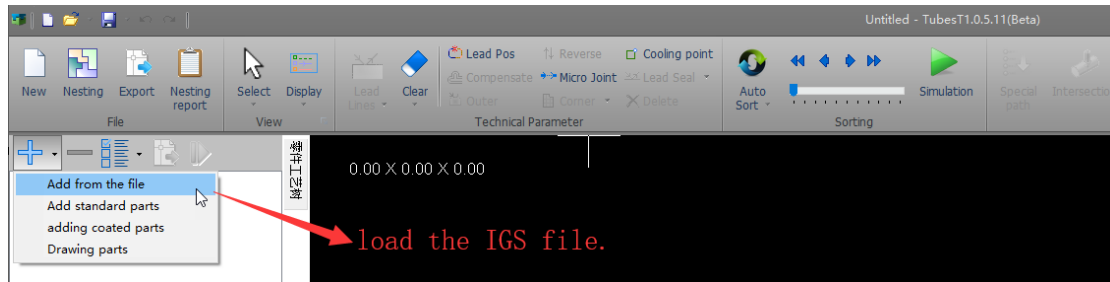 Untitled - TubesT1.0.5.11(Beta)
Lead Pos Reverse Cooling point
Compensate Micro Joint Lead Seal
New Nesting Export Nesting report Select Display Lead Lines Clear Outer Corner Delete Auto Sort Simulation Special path Intersectio
File View Technical Parameter Sorting
零件工艺树
0.00 X 0.00 X 0.00
Add from the file
Add standard parts
adding coated parts
Drawing parts
load the IGS file.